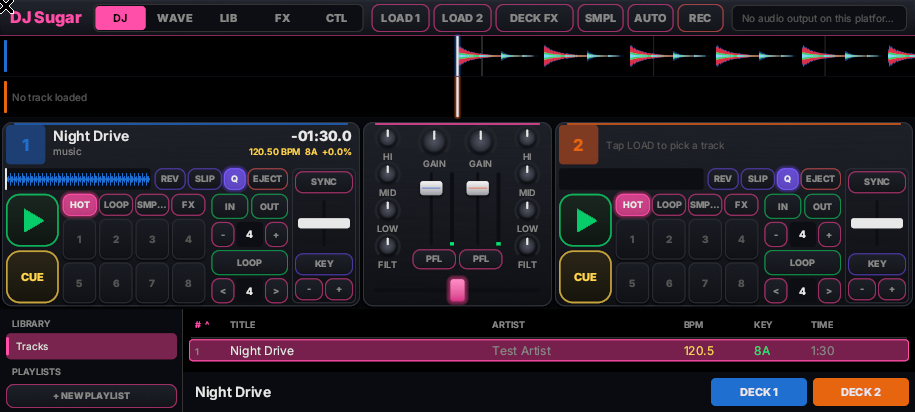 DJ Sugar DJ WAVE LIB FX CTL LOAD 1 LOAD 2 DECK FX SMPL AUTO REC No audio output on this platfor...
No track loaded
1 Night Drive -01:30.0
music 120.50 BPM 8A +0.0%
REV SLIP Q EJECT SYNC
HOT LOOP SMP... FX IN OUT
1 2 3 4 - 4 +
LOOP KEY
CUE 5 6 7 8 < 4 > - +
HI GAIN GAIN HI
MID MID
LOW LOW
FILT PFL PFL FILT
2 Tap LOAD to pick a track
REV SLIP Q EJECT SYNC
HOT LOOP SMP... FX IN OUT
1 2 3 4 - 4 +
LOOP KEY
CUE 5 6 7 8 < 4 > - +
LIBRARY
Tracks
PLAYLISTS
+ NEW PLAYLIST
# ^ TITLE ARTIST BPM KEY TIME
1 Night Drive Test Artist 120.5 8A 1:30
Night Drive DECK 1 DECK 2